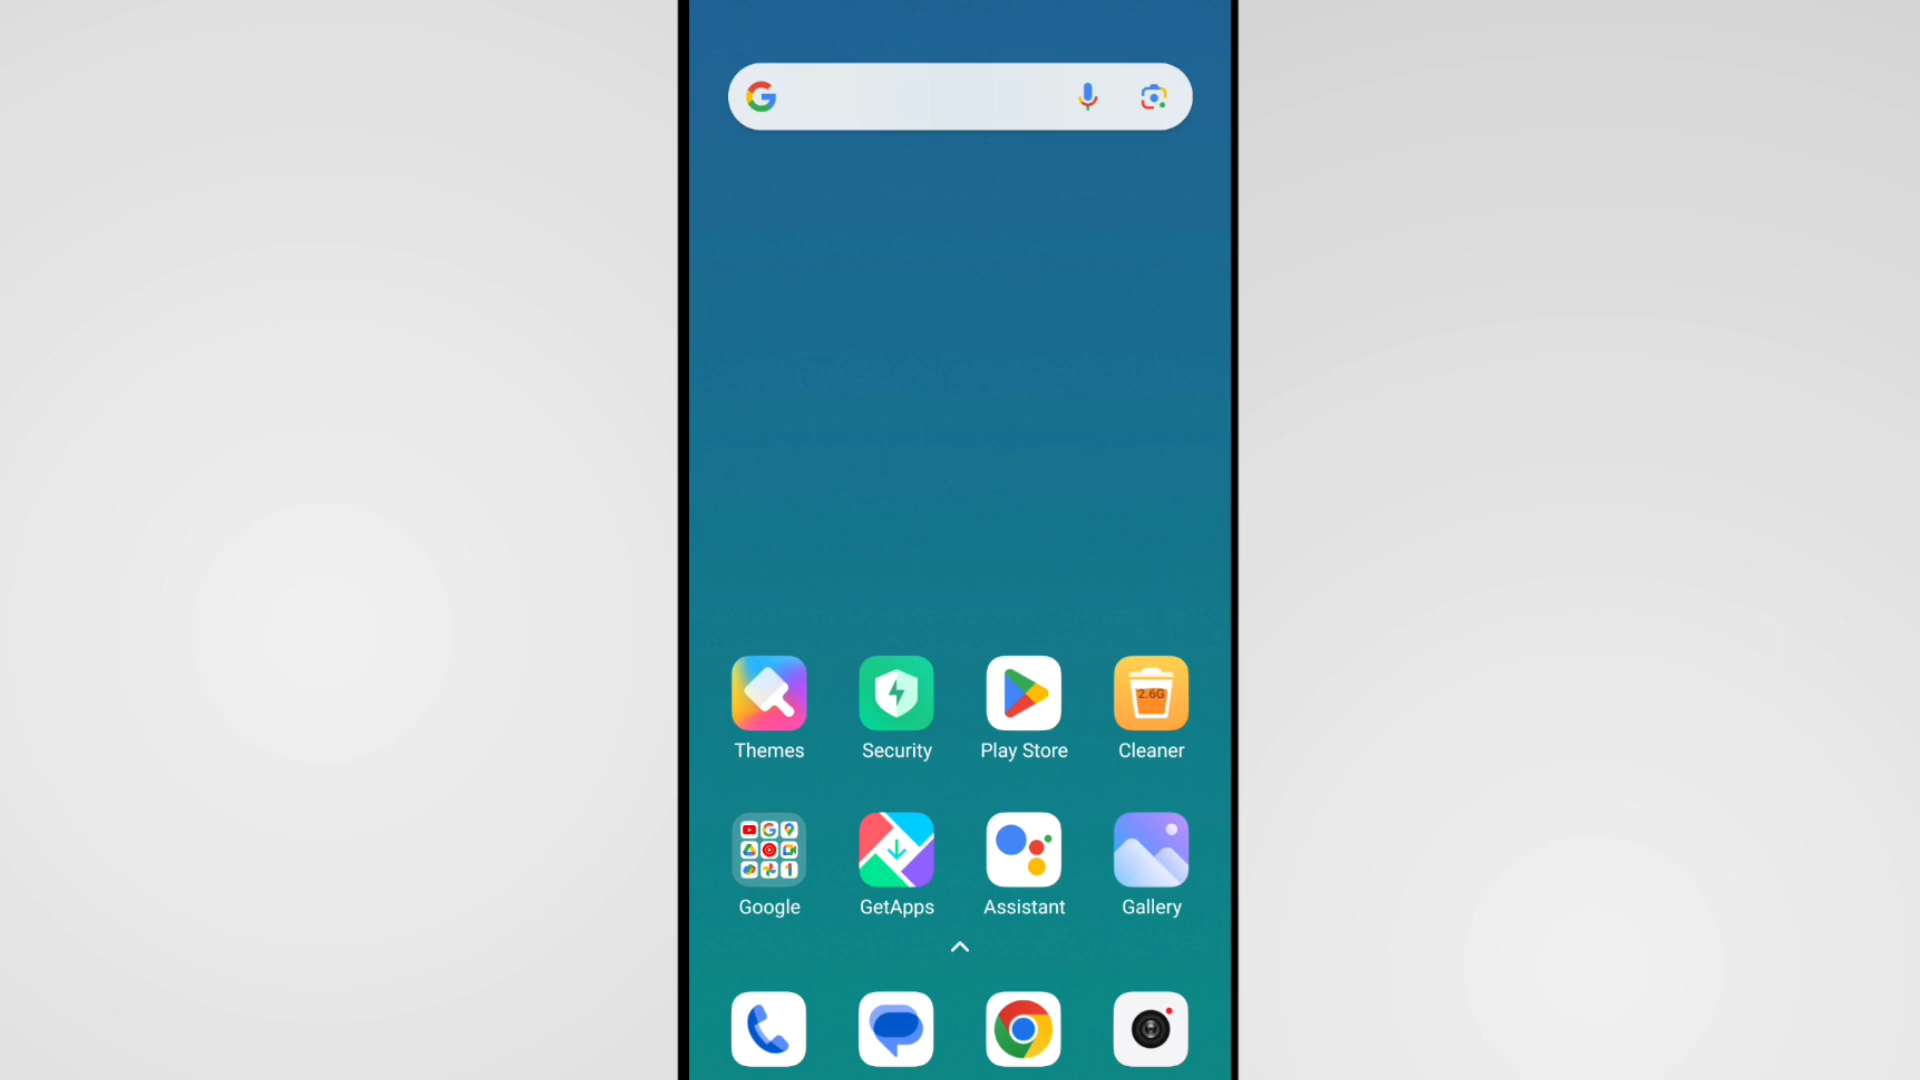 2.6G
Themes
Security
Play Store
Cleaner
Google
GetApps
Assistant
Gallery